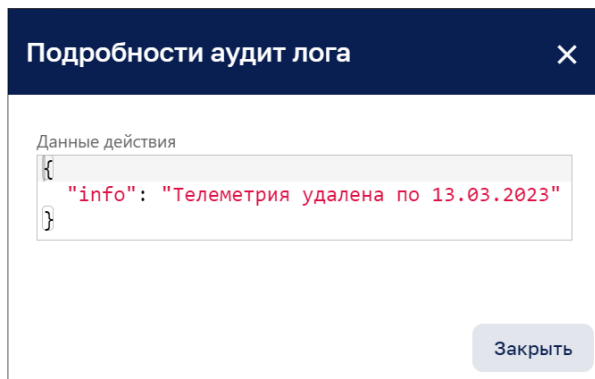 Подробности аудит лога
Данные действия
{
"info": "Телеметрия удалена по 13.03.2023"
}
Закрыть